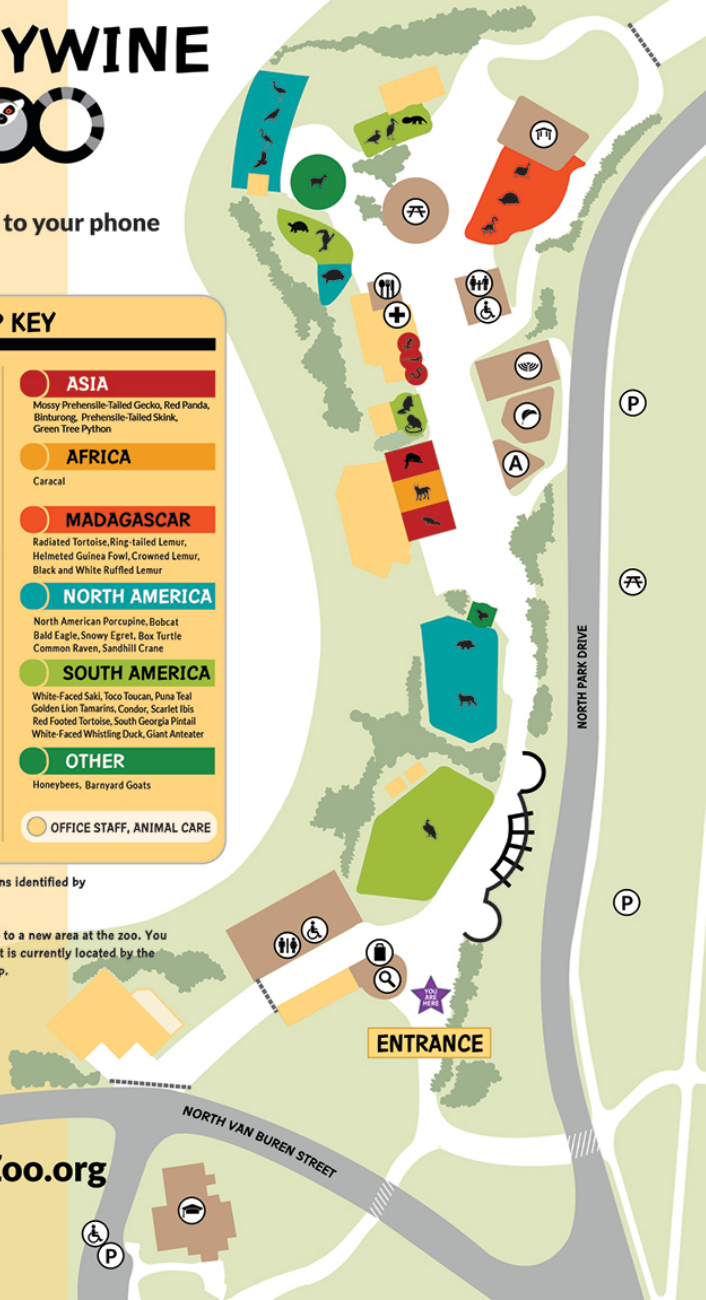 YWINE
to your phone
KEY
ASIA
Mossy Prehensile-Tailed Gecko, Red Panda,
Binturong, Prehensile-Tailed Skink,
Green Tree Python
AFRICA
Caracal
MADAGASCAR
Radiated Tortoise,Ring-tailed Lemur,
Helmeted Guinea Fowl, Crowned Lemur,
Black and White Ruffled Lemur
NORTH AMERICA
North American Porcupine, Bobcat
Bald Eagle, Snowy Egret, Box Turtle
Common Raven, Sandhill Crane
SOUTH AMERICA
White-Faced Saki, Toco Toucan, Puna Teal
Golden Lion Tamarins, Condor, Scarlet Ibis
Red Footed Tortoise, South Georgia Pintail
White-Faced Whistling Duck, Giant Anteater
OTHER
Honeybees, Barnyard Goats
OFFICE STAFF, ANIMAL CARE
ns identified by
to a new area at the zoo. You
t is currently located by the
p.
Zoo.org
A
P
P
P
NORTH PARK DRIVE
YOU
ARE
HERE
ENTRANCE
NORTH VAN BUREN STREET